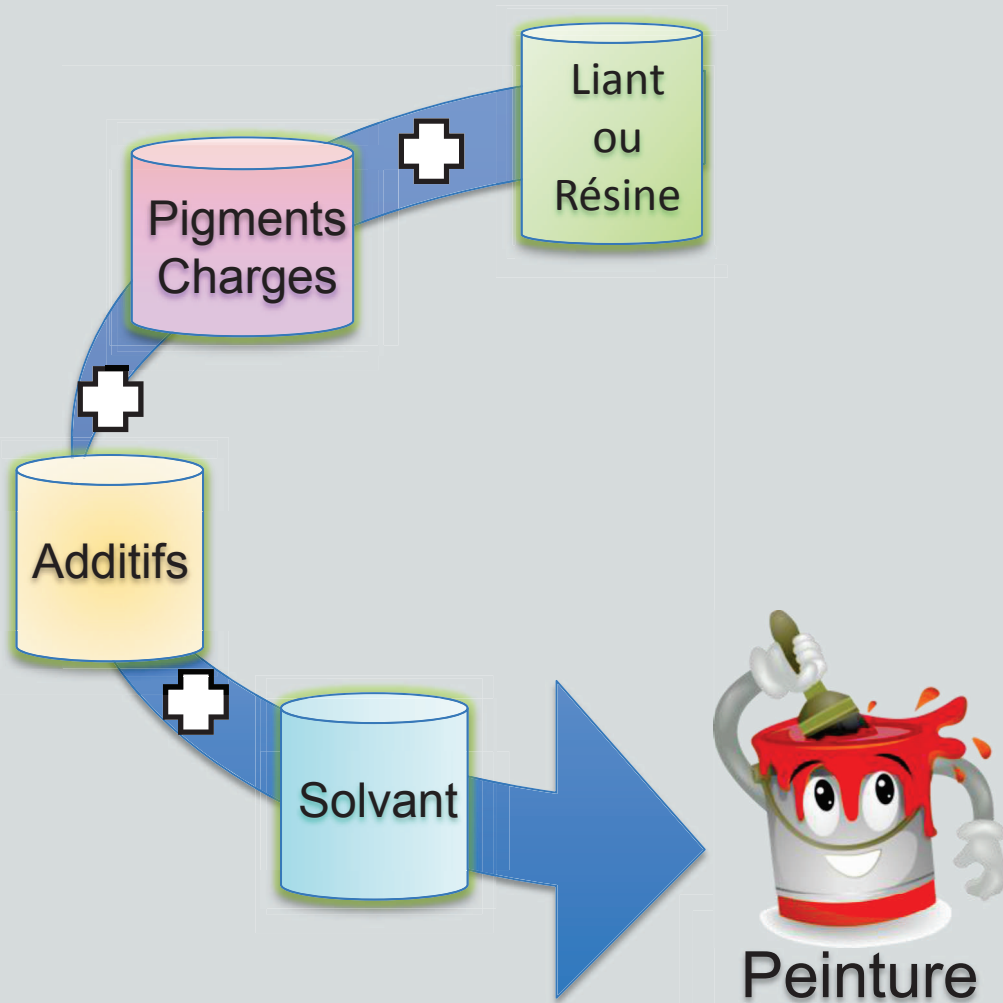 Liant
ou
Résine
Pigments
Charges
Additifs
Solvant
Peinture